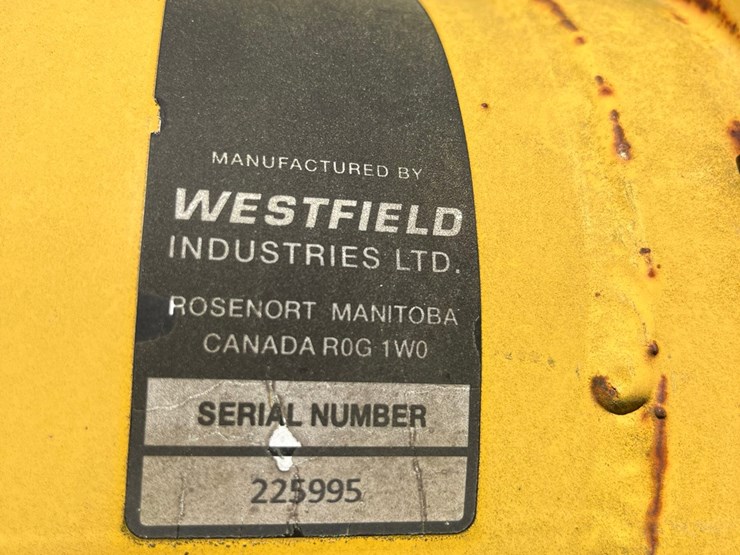 MANUFACTURED BY
WESTFIELD
INDUSTRIES LTD.
ROSENORT MANITOBA
CANADA R0G 1W0
SERIAL NUMBER
225995